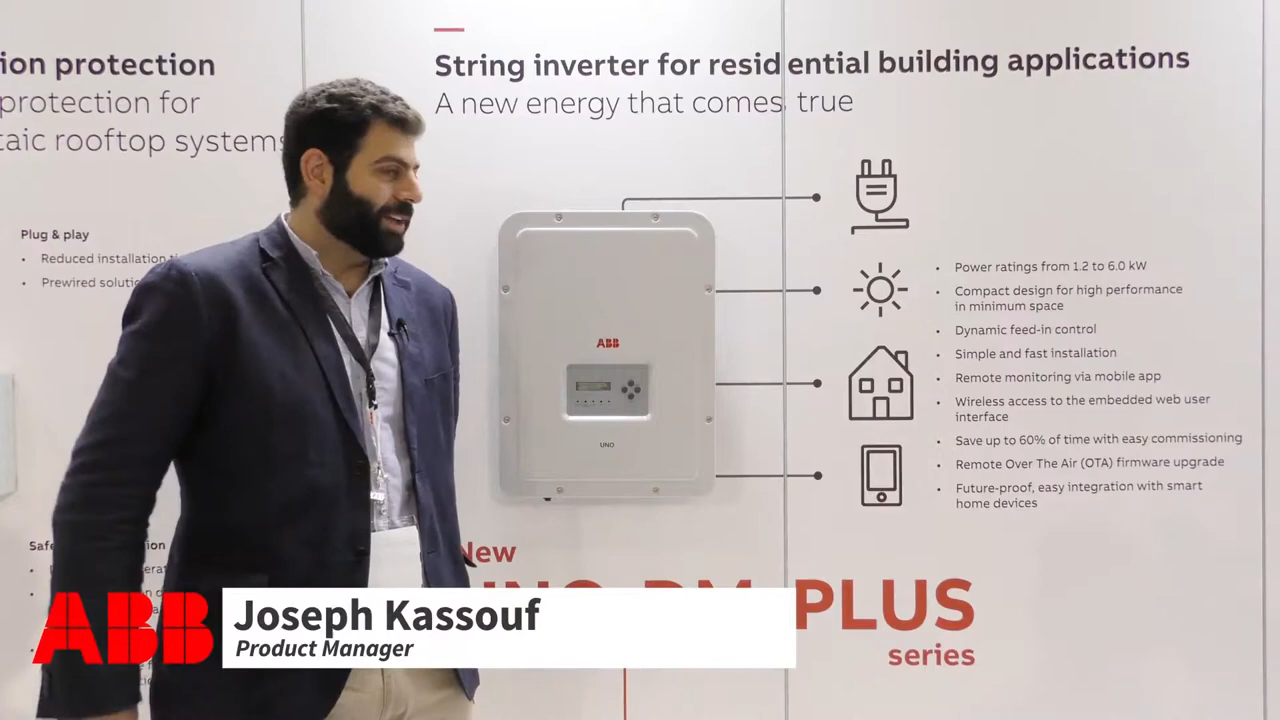 ion protection
protection for
taic rooftop systems
Plug & play
• Reduced installation
• Prewired
String inverter for residential building applications
A new energy that comes true
ABB
UNO
• Power ratings from 1.2 to 6.0 kW
• Compact design for high performance
in minimum space
• Dynamic feed-in control
• Simple and fast installation
• Remote monitoring via mobile app
• Wireless access to the embedded web user
interface
• Save up to 60% of time with easy commissioning
• Remote Over The Air (OTA) firmware upgrade
• Future-proof, easy integration with smart
home devices
New
PLUS
series
ABB
Joseph Kassouf
Product Manager